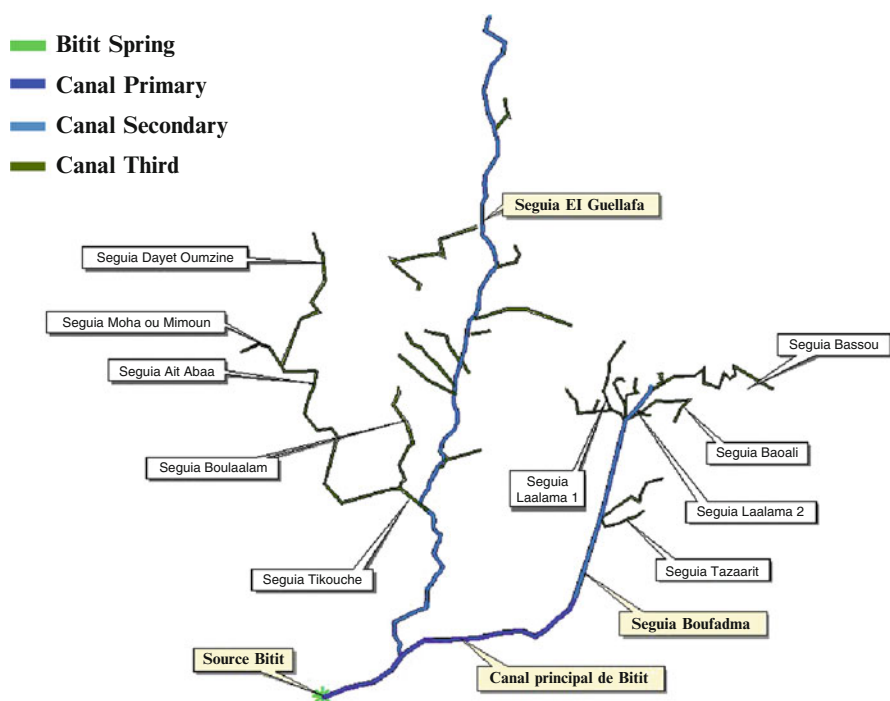 Bitit Spring
Canal Primary
Canal Secondary
Canal Third
Seguia EI Guellafa
Seguia Dayet Oumzine
Seguia Moha ou Mimoun
Seguia Ait Abaa
Seguia Bassou
Seguia Boulaalam
Seguia Baoali
Seguia
Laalama 1
Seguia Laalama 2
Seguia Tikouche
Seguia Tazaarit
Seguia Boufadma
Source Bitit
Canal principal de Bitit